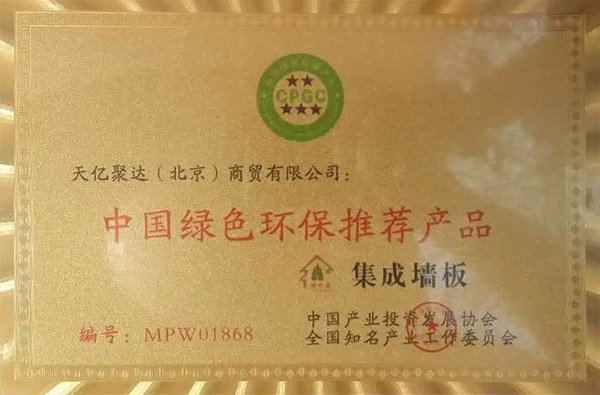 CPGC
天亿聚达（北京）商贸有限公司：
中国绿色环保推荐产品
集成墙板
中国产业投资发展协会
编号：MPW01868
全国知名产业工作委员会